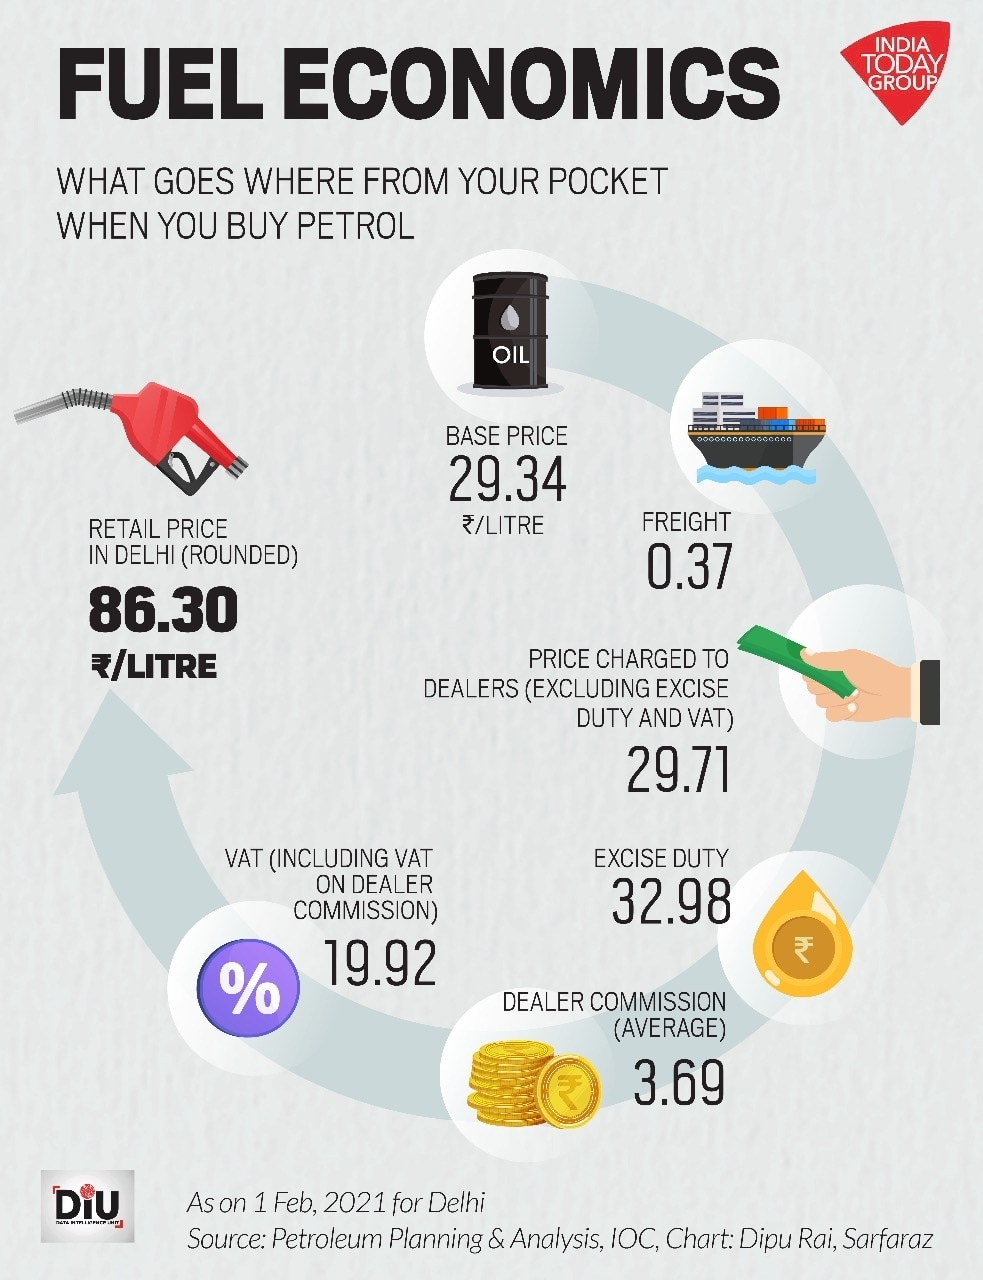 FUEL ECONOMICS
INDIA
TODAY
GROUP
WHAT GOES WHERE FROM YOUR POCKET
WHEN YOU BUY PETROL
OIL
BASE PRICE
29.34
₹/LITRE
FREIGHT
0.37
PRICE CHARGED TO
DEALERS (EXCLUDING EXCISE
DUTY AND VAT)
29.71
EXCISE DUTY
32.98
₹
DEALER COMMISSION
(AVERAGE)
3.69
₹
VAT (INCLUDING VAT
ON DEALER
COMMISSION)
19.92
%
RETAIL PRICE
IN DELHI (ROUNDED)
86.30
₹/LITRE
DIU
DATA INTELLIGENCE UNIT
As on 1 Feb, 2021 for Delhi
Source: Petroleum Planning & Analysis, IOC, Chart: Dipu Rai, Sarfaraz